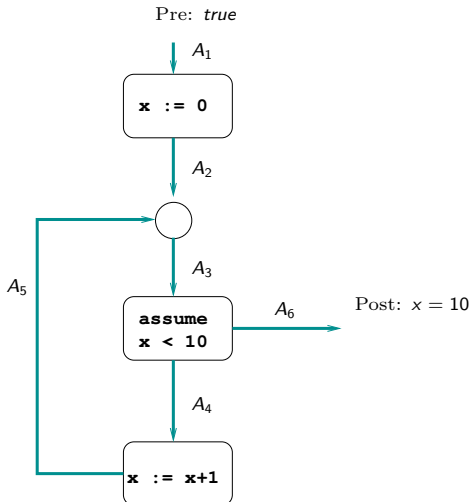 Pre: true
A1
x := 0
A2
A3
A5
assume
x < 10
A6
Post: x = 10
A4
x := x+1